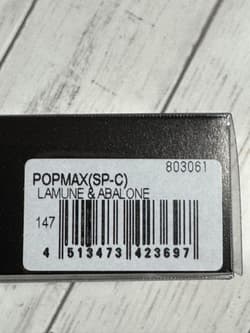 803061
POPMAX(SP-C)
LAMUNE & ABALONE
147
4 513473 423697